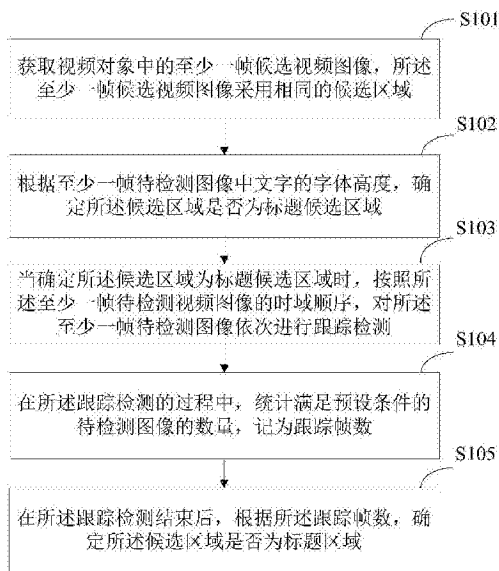 S101
获取视频对象中的至少一帧候选视频图像，所述
至少一帧候选视频图像采用相同的候选区域
S102
根据至少一帧待检测图像中文字的字体高度，确
定所述候选区域是否为标题候选区域
S103
当确定所述候选区域为标题候选区域时，按照所
述至少一帧待检测视频图像的时域顺序，对所述
至少一帧待检测图像依次进行跟踪检测
S104
在所述跟踪检测的过程中，统计满足预设条件的
待检测图像的数量，记为跟踪帧数
S105
在所述跟踪检测结束后，根据所述跟踪帧数，确
定所述候选区域是否为标题区域